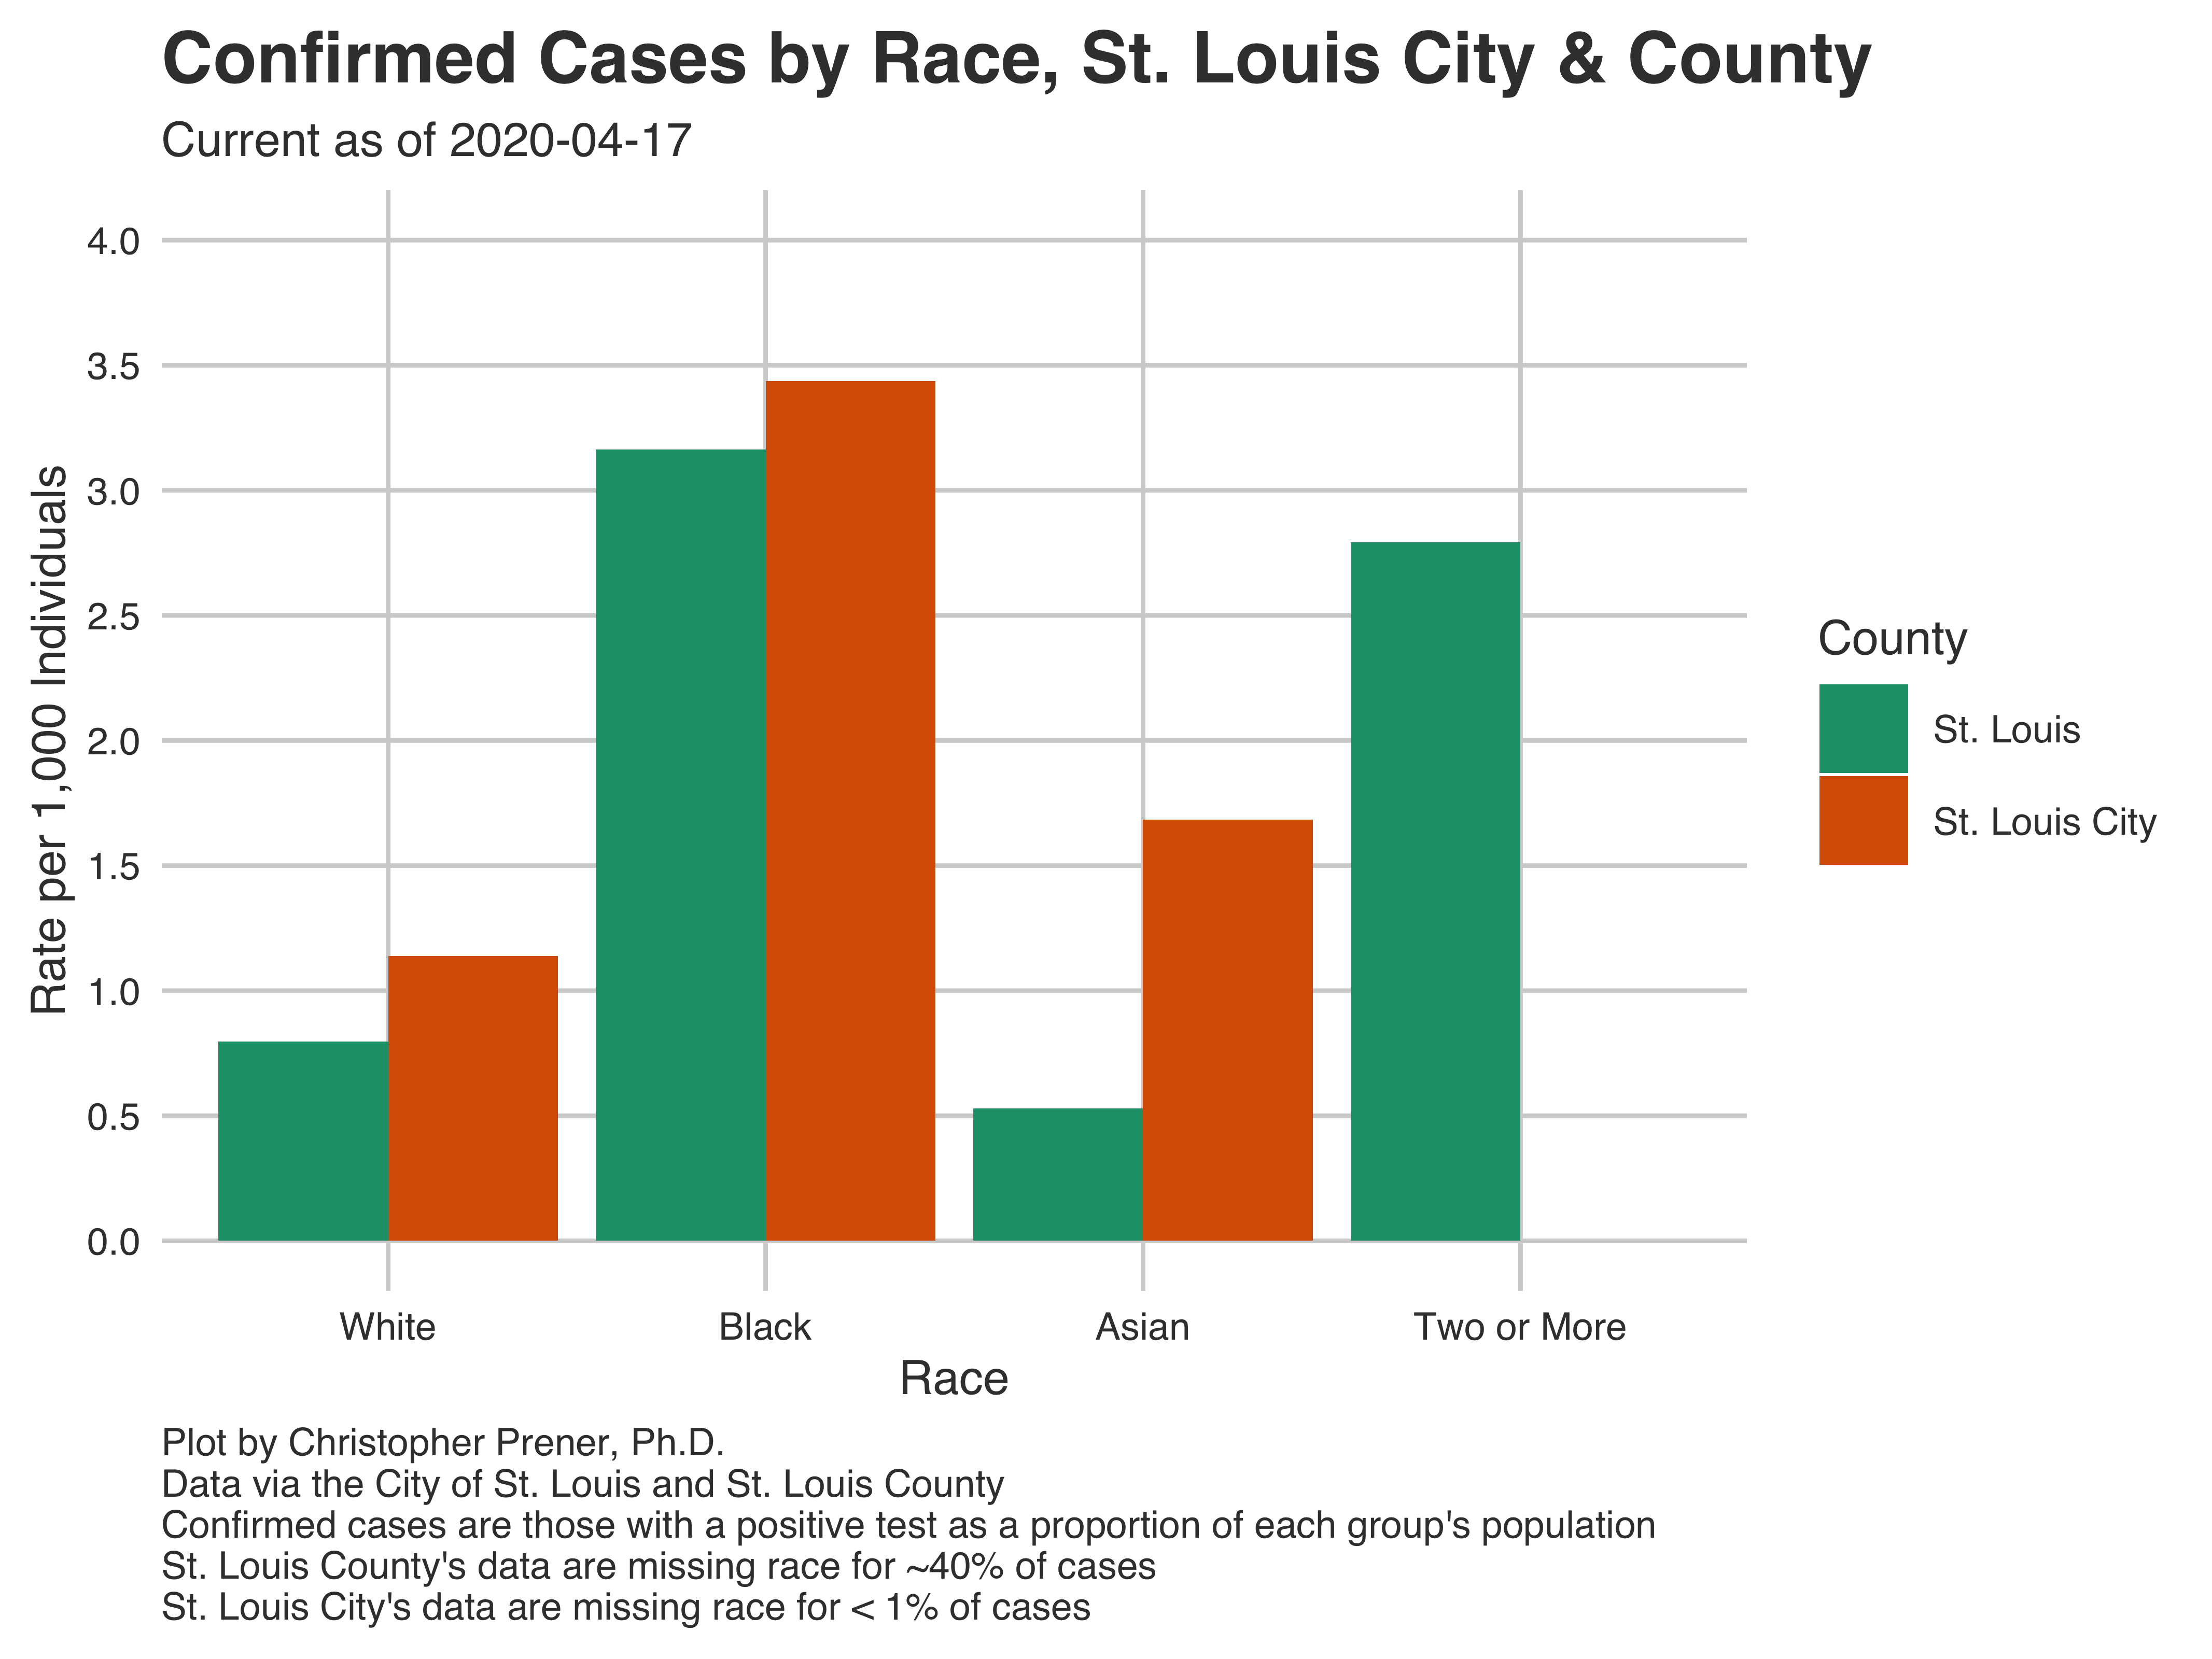 Confirmed Cases by Race, St. Louis City & County
Current as of 2020-04-17
4.0
3.5
3.0
2.5
2.0
1.5
1.0
0.5
0.0
Rate per 1,000 Individuals
White
Black
Asian
Two or More
Race
County
St. Louis
St. Louis City
Plot by Christopher Prener, Ph.D.
Data via the City of St. Louis and St. Louis County
Confirmed cases are those with a positive test as a proportion of each group's population
St. Louis County's data are missing race for ~40% of cases
St. Louis City's data are missing race for < 1% of cases